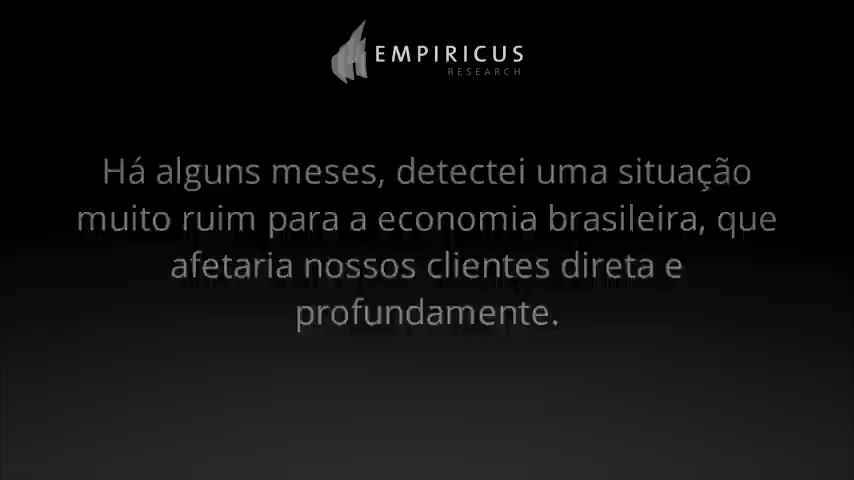 EMPIRICUS
RESEARCH
Há alguns meses, detectei uma situação
muito ruim para a economia brasileira, que
afetaria nossos clientes direta e
profundamente.